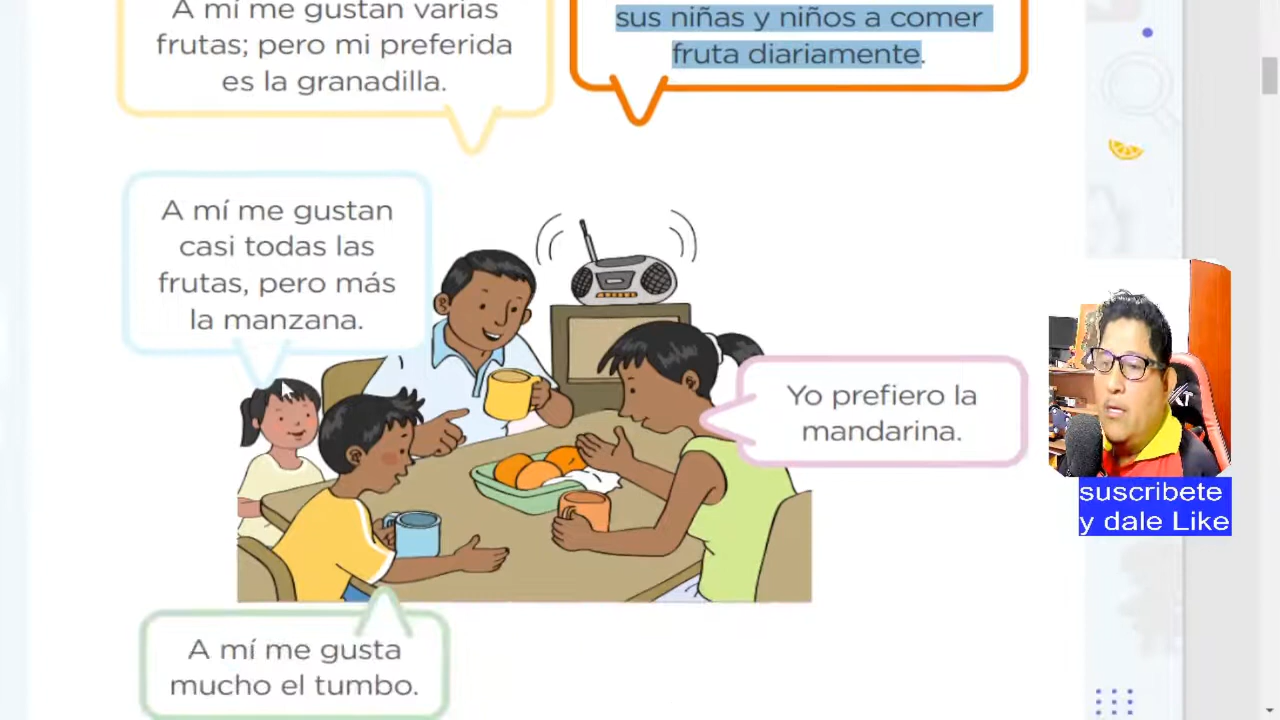 A mí me gustan varias
frutas; pero mi preferida
es la granadilla.
sus niñas y niños a comer
fruta diariamente.
A mí me gustan
casi todas las
frutas, pero más
la manzana.
Yo prefiero la
mandarina.
suscribete
y dale Like
A mí me gusta
mucho el tumbo.